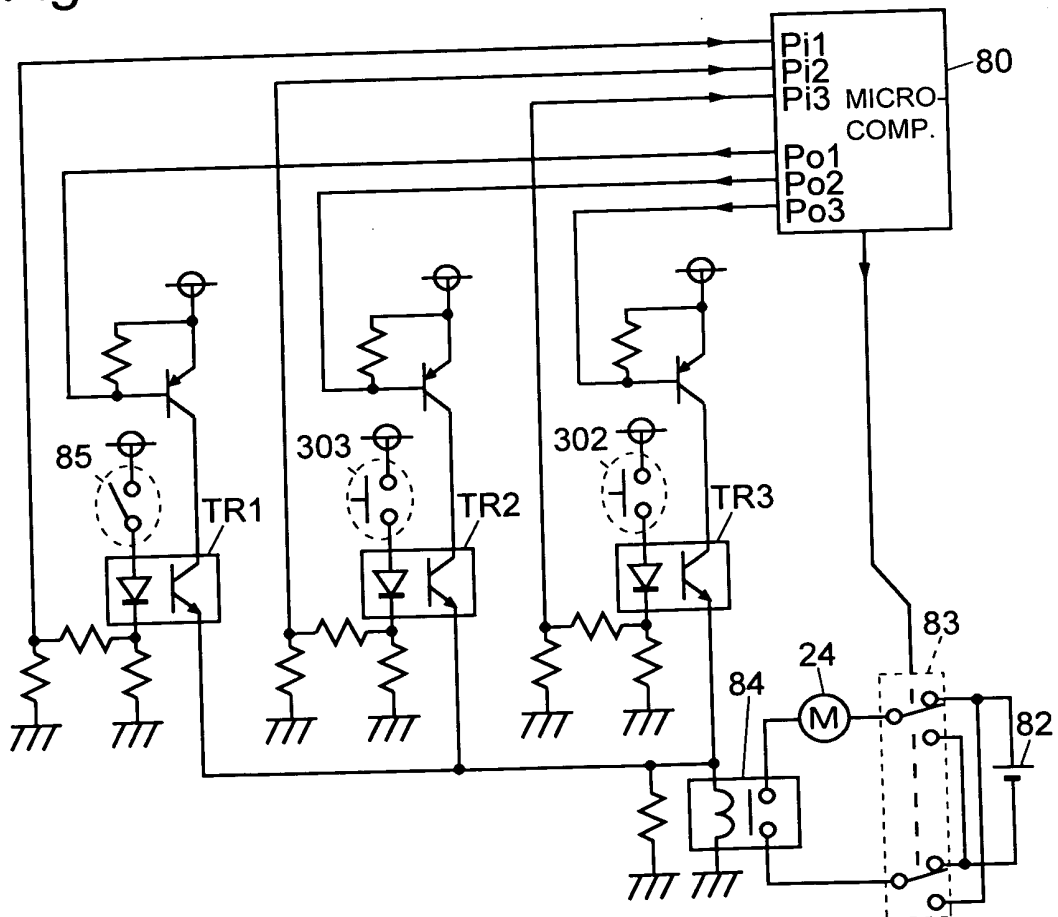 Pi1
Pi2
Pi3
MICRO-
COMP.
80
Po1
Po2
Po3
85
303
302
TR1
TR2
TR3
84
24
M
83
82